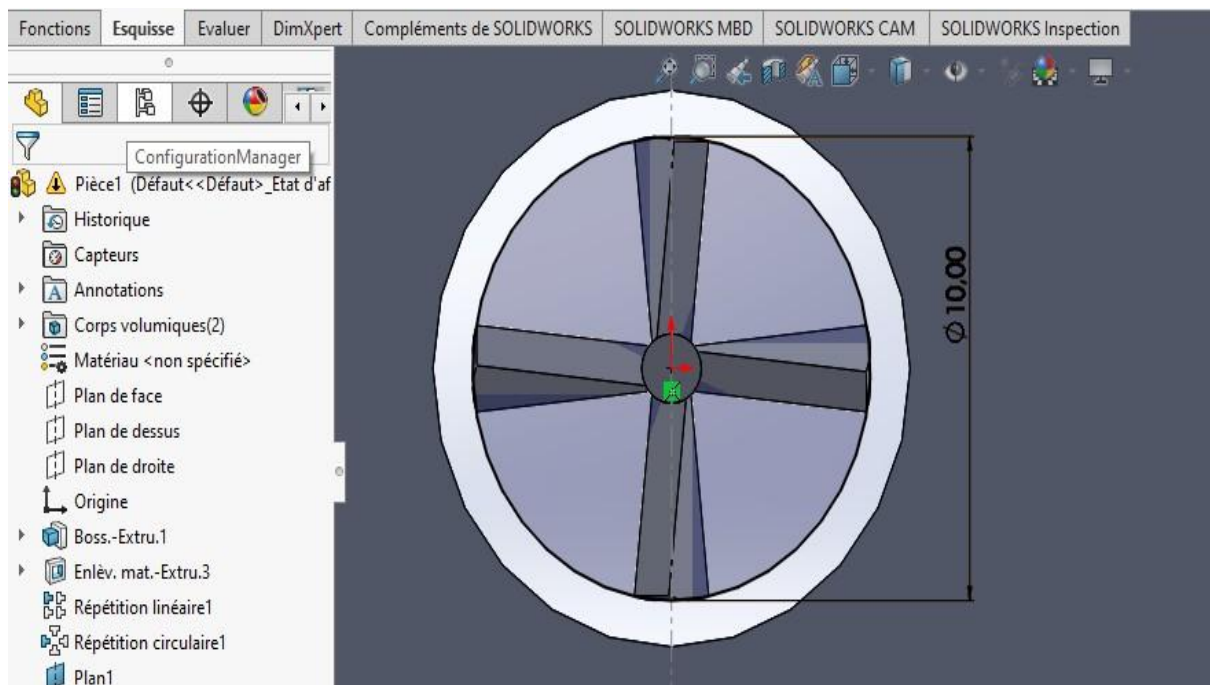 Fonctions Esquisse Evaluer DimXpert Compléments de SOLIDWORKS SOLIDWORKS MBD SOLIDWORKS CAM SOLIDWORKS Inspection
ConfigurationManager
Pièce1 (Défaut<<Défaut>_Etat d'af
Historique
Capteurs
Annotations
Corps volumiques(2)
Matériau <non spécifié>
Plan de face
Plan de dessus
Plan de droite
Origine
Boss.-Extru.1
Enlèv. mat.-Extru.3
Répétition linéaire1
Répétition circulaire1
Plan1
Ø 10,00